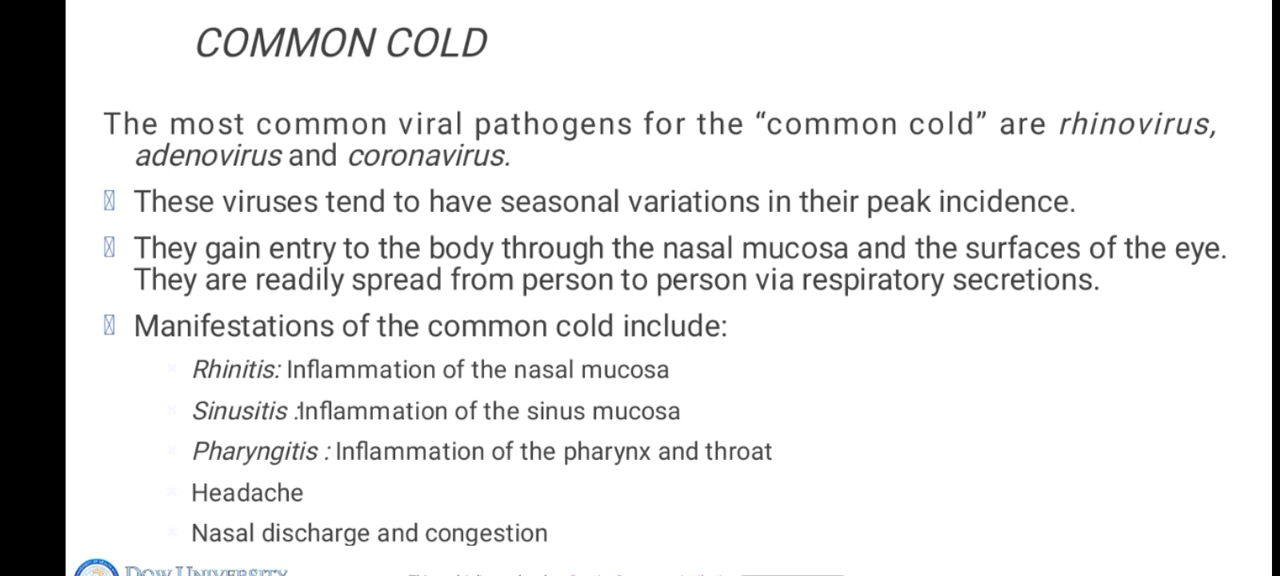 COMMON COLD
The most common viral pathogens for the “common cold” are rhinovirus,
adenovirus and coronavirus.
These viruses tend to have seasonal variations in their peak incidence.
They gain entry to the body through the nasal mucosa and the surfaces of the eye.
They are readily spread from person to person via respiratory secretions.
Manifestations of the common cold include:
Rhinitis: Inflammation of the nasal mucosa
Sinusitis :Inflammation of the sinus mucosa
Pharyngitis : Inflammation of the pharynx and throat
Headache
Nasal discharge and congestion
DOW UNIVERSITY